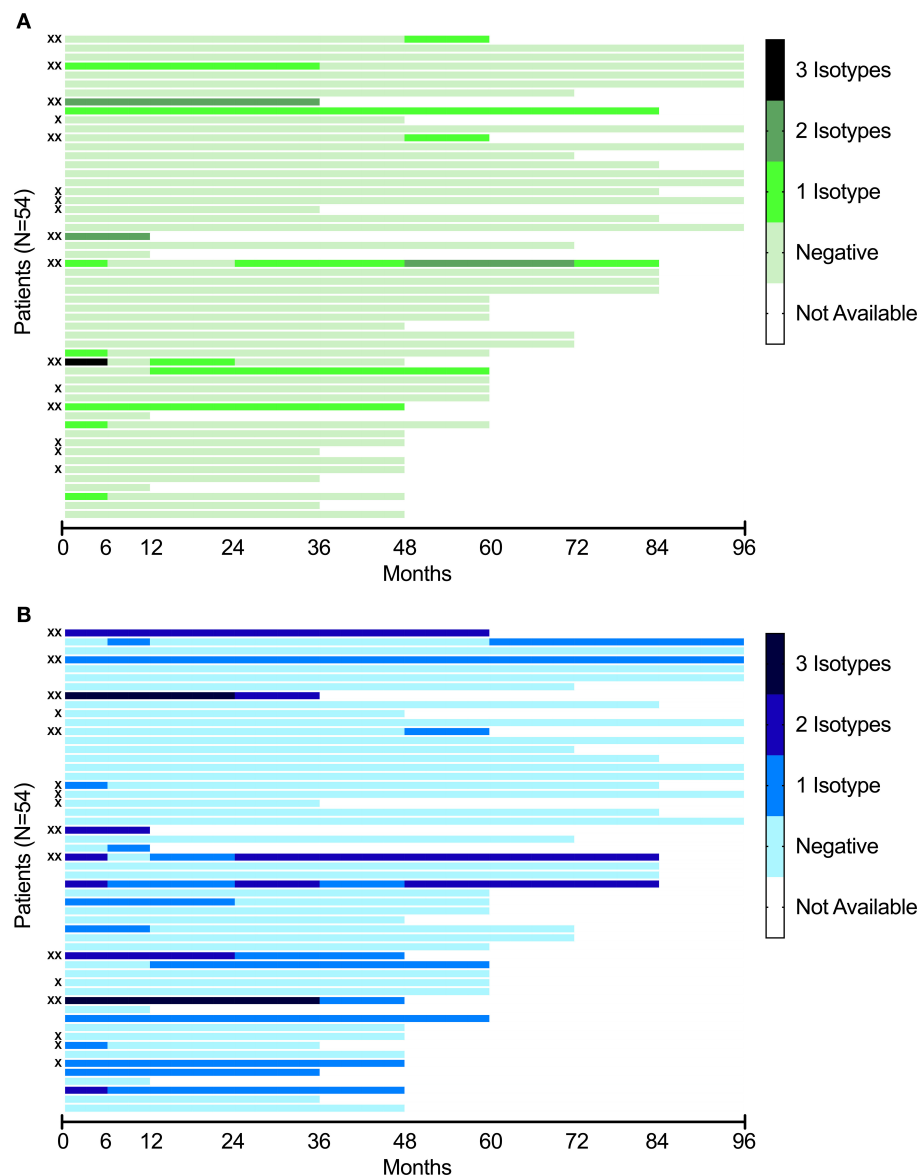 A
XX
XX
XX
X
XX
X
X
X
XX
XX
XX
X
XX
X
X
X
Patients (N=54)
3 Isotypes
2 Isotypes
1 Isotype
Negative
Not Available
0 6 12 24 36 48 60 72 84 96
Months
B
XX
XX
XX
X
XX
X
X
X
XX
XX
XX
X
XX
X
X
X
Patients (N=54)
3 Isotypes
2 Isotypes
1 Isotype
Negative
Not Available
0 6 12 24 36 48 60 72 84 96
Months